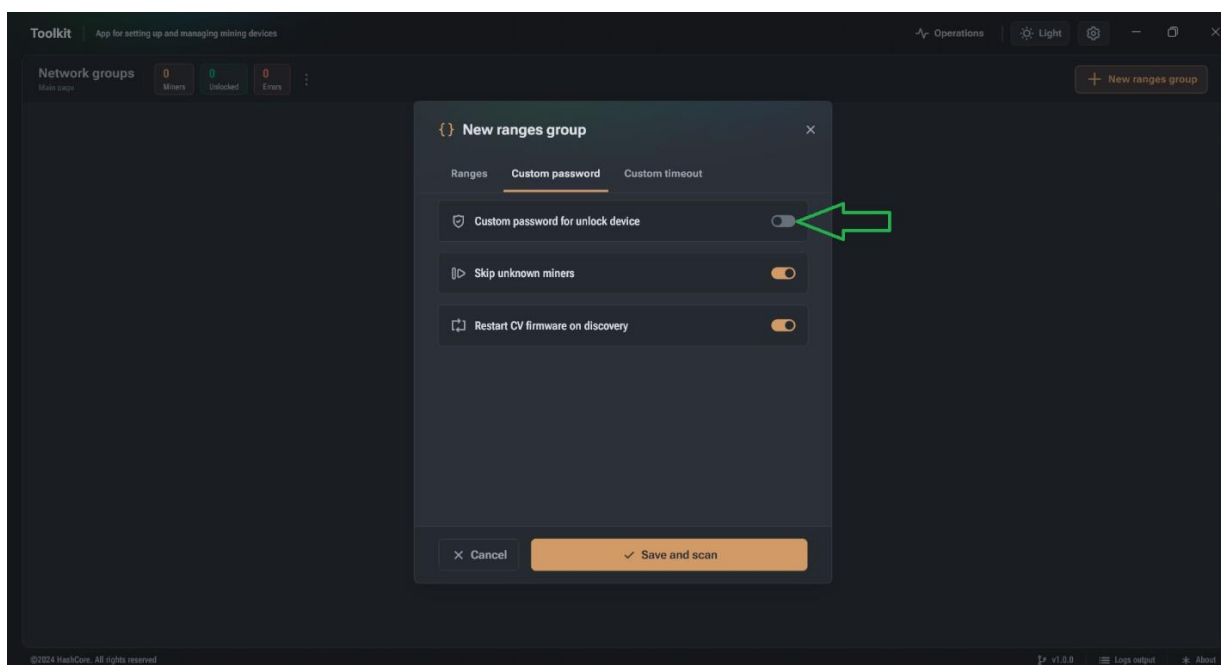 Toolkit App for setting up and managing mining devices Operations Light
Network groups 0 0 0 New ranges group
Main page Miners Unlocked Errors
{} New ranges group
Ranges Custom password Custom timeout
Custom password for unlock device
Skip unknown miners
Restart CV firmware on discovery
Cancel Save and scan
©2024 HashCore. All rights reserved v1.0.0 Logs output About